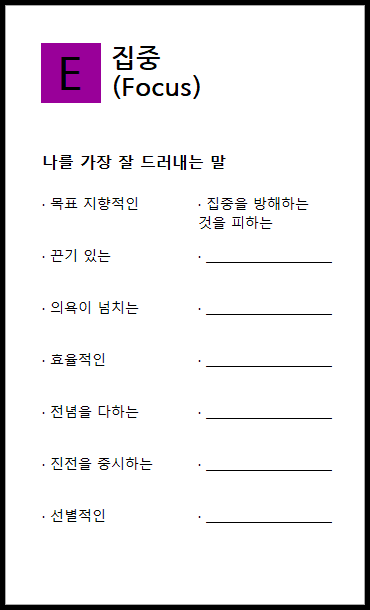 E
집중
(Focus)
나를 가장 잘 드러내는 말
· 목표 지향적인
· 끈기 있는
· 의욕이 넘치는
· 효율적인
· 전념을 다하는
· 진전을 중시하는
· 선별적인
· 집중을 방해하는
것을 피하는
· ________________
· ________________
· ________________
· ________________
· ________________
· ________________